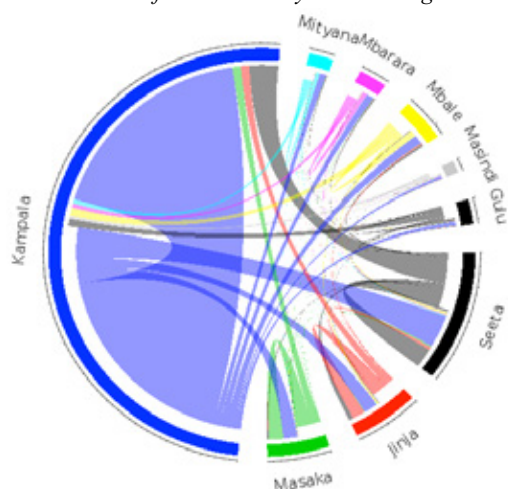 Mityana
Mbarara
Mbale
Masindi
Gulu
Kampala
Seeta
Jinja
Masaka